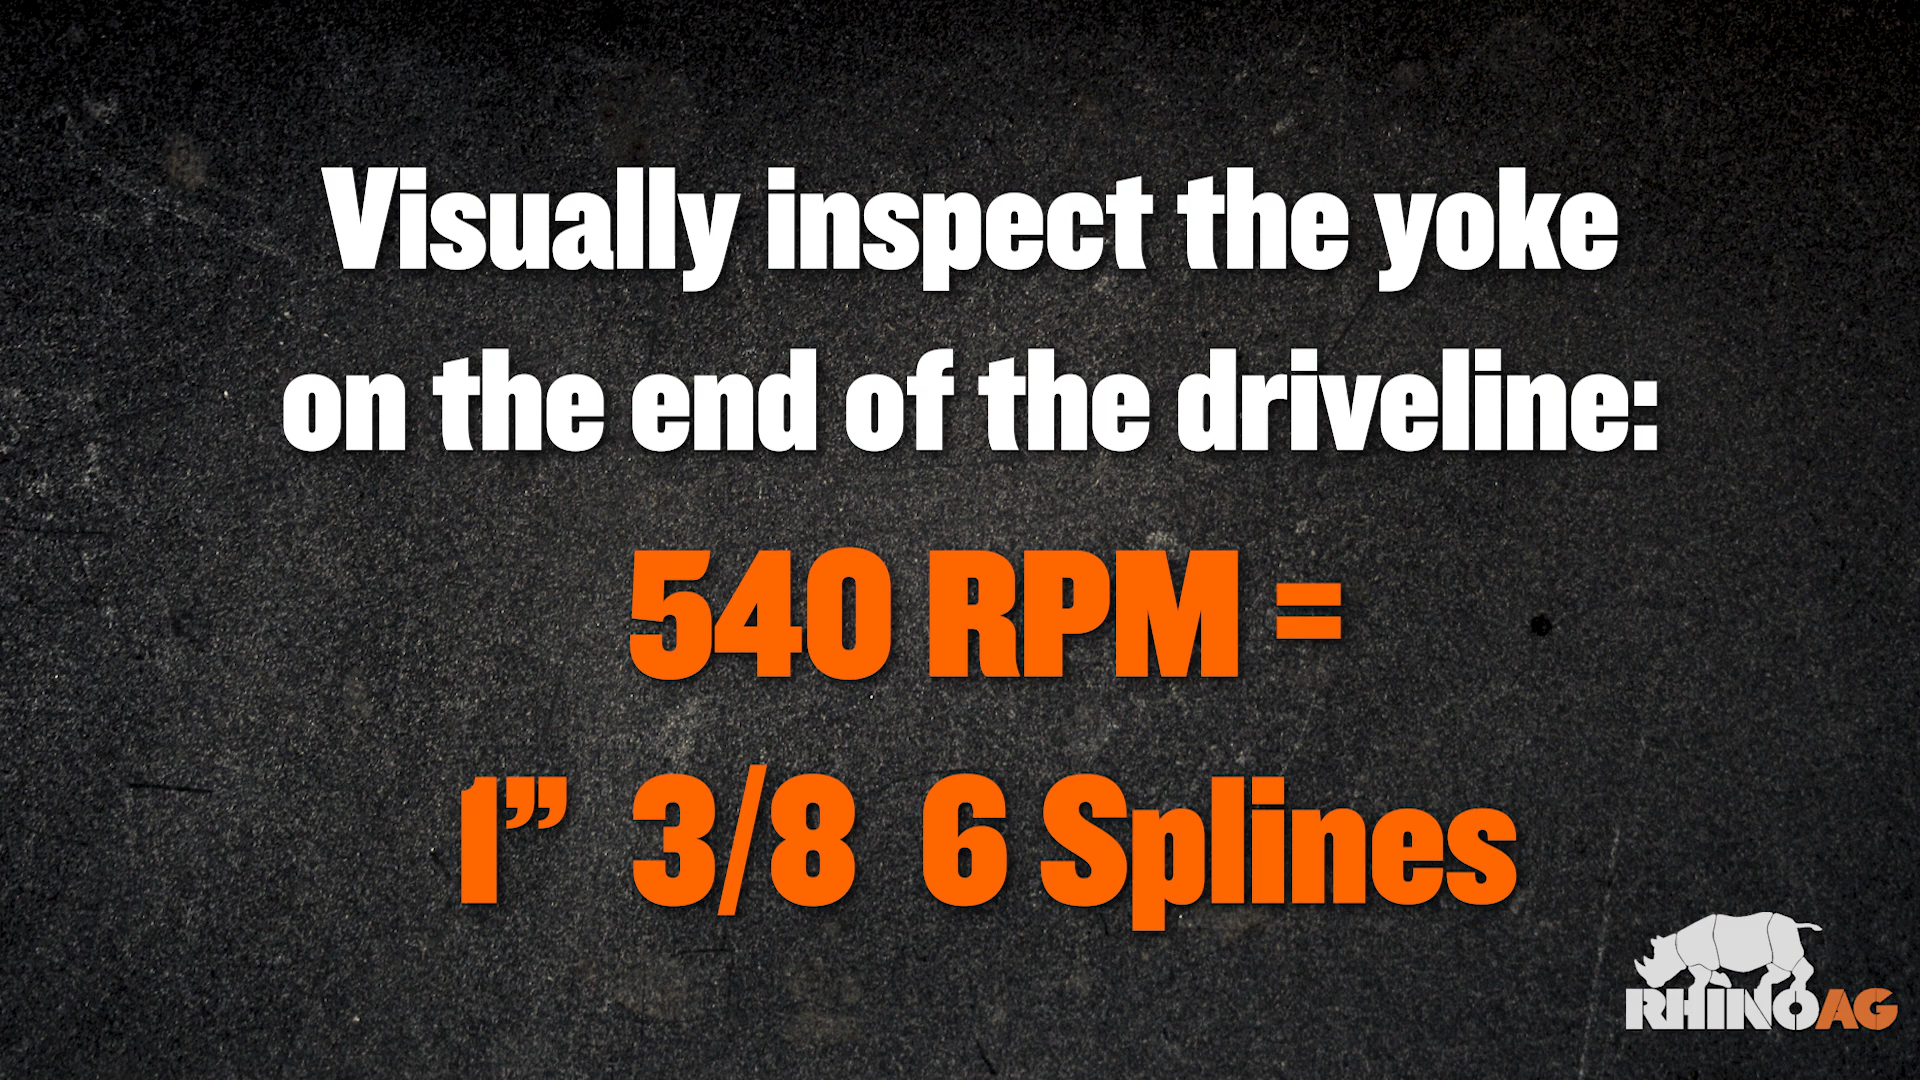 Visually inspect the yoke
on the end of the driveline:
540 RPM =
1” 3/8 6 Splines
RHINOAG